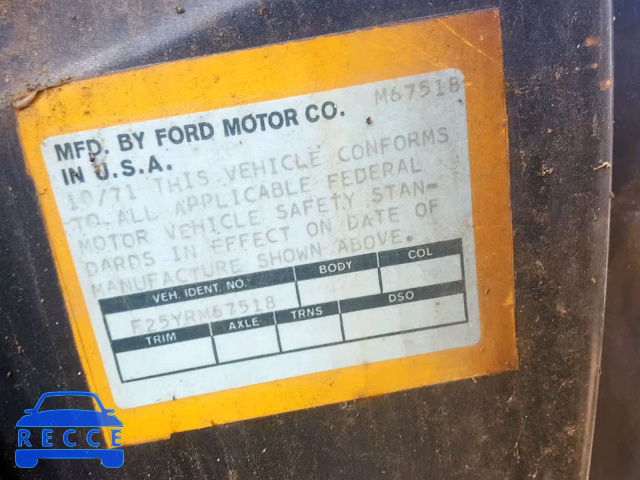 M67518
MFD. BY FORD MOTOR CO.
IN U.S.A.
10/71 THIS VEHICLE CONFORMS
TO ALL APPLICABLE FEDERAL
MOTOR VEHICLE SAFETY STAN-
DARDS IN EFFECT ON DATE OF
MANUFACTURE SHOWN ABOVE.
VEH. IDENT. NO. BODY COL
F25YRM67518
TRIM AXLE TRNS DSO
RECCE